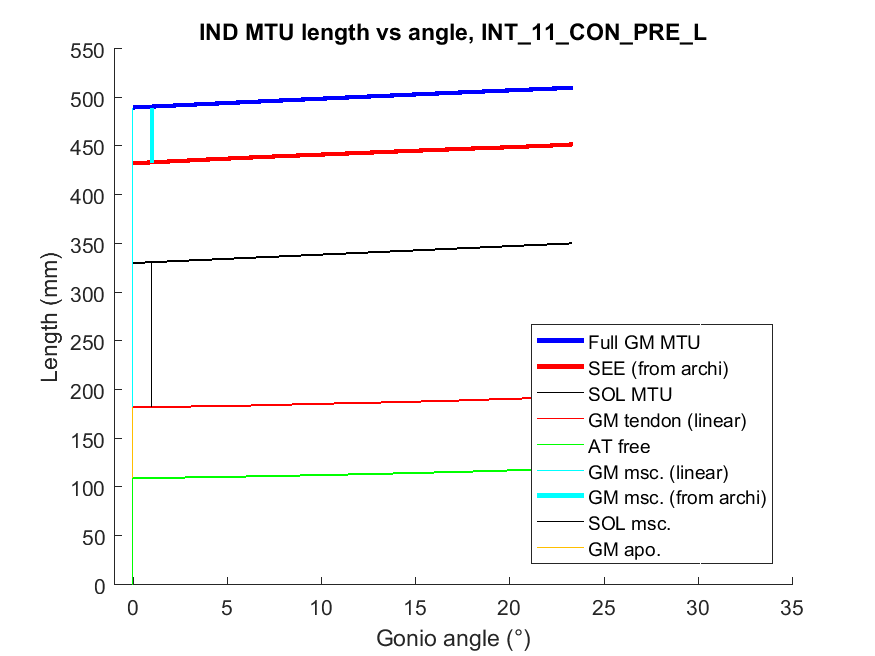 IND MTU length vs angle, INT_11_CON_PRE_L
550
500
450
400
350
300
250
200
150
100
50
0
Length (mm)
Full GM MTU
SEE (from archi)
SOL MTU
GM tendon (linear)
AT free
GM msc. (linear)
GM msc. (from archi)
SOL msc.
GM apo.
0 5 10 15 20 25 30 35
Gonio angle (°)